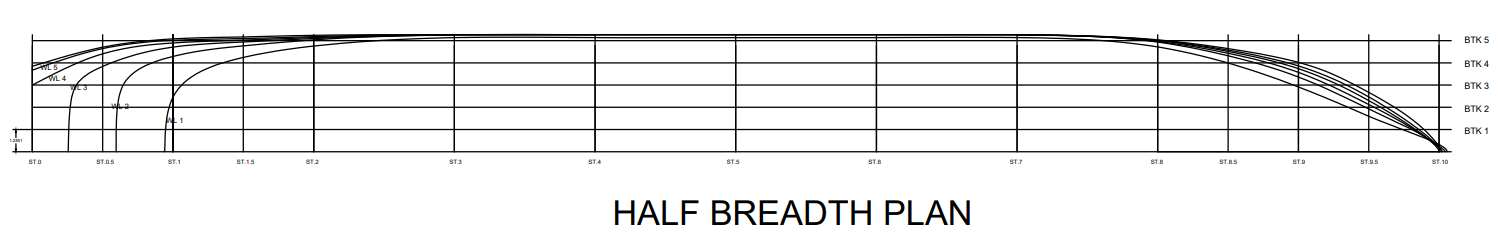 BTK 5
WL 5
BTK 4
WL 4
WL 3
BTK 3
WL 2
BTK 2
WL 1
BTK 1
ST.0 ST.0.5 ST.1 ST.1.5 ST.2 ST.3 ST.4 ST.5 ST.6 ST.7 ST.8 ST.8.5 ST.9 ST.9.5 ST.10
HALF BREADTH PLAN